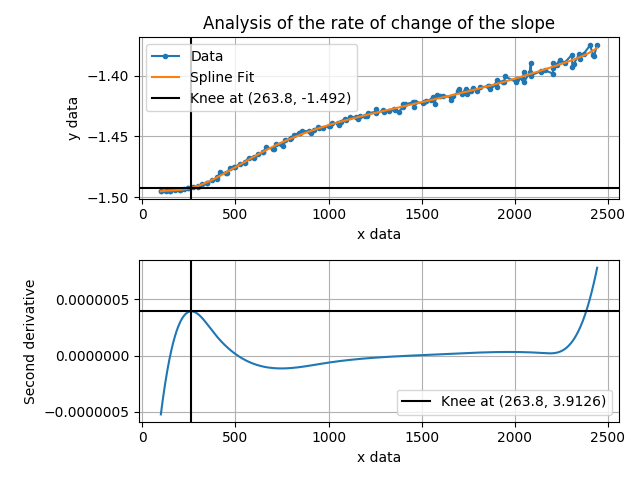 Analysis of the rate of change of the slope
Data
Spline Fit
Knee at (263.8, -1.492)
y data
−1.40
−1.45
−1.50
0 500 1000 1500 2000 2500
x data
Second derivative
0.0000005
0.0000000
−0.0000005
Knee at (263.8, 3.9126)
0 500 1000 1500 2000 2500
x data